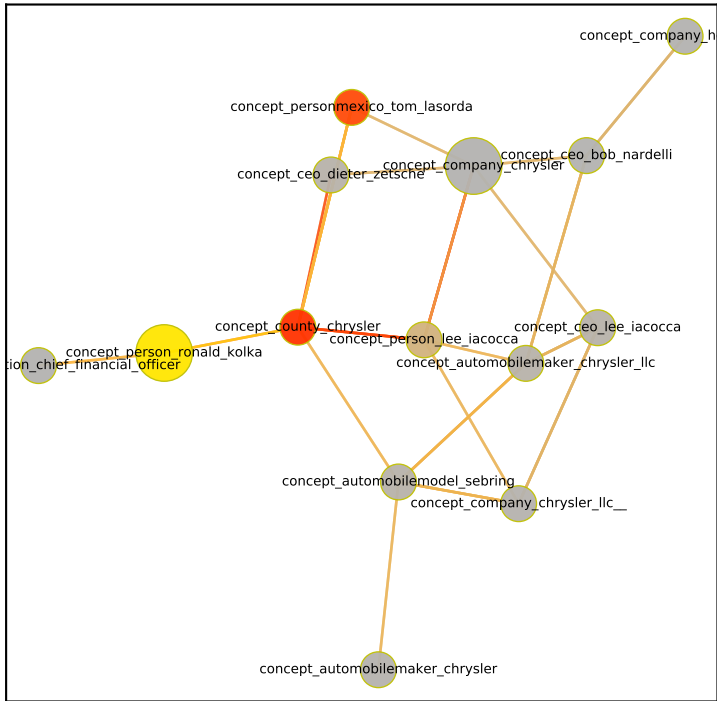 concept_company_h
concept_personmexico_tom_lasorda
concept_ceo_bob_nardelli
concept_company_chrysler
concept_ceo_dieter_zetsche
concept_county_chrysler
concept_ceo_lee_iacocca
concept_person_lee_iacocca
concept_person_ronald_kolka
tion_chief_financial_officer
concept_automobilemaker_chrysler_llc
concept_automobilemodel_sebring
concept_company_chrysler_llc__
concept_automobilemaker_chrysler